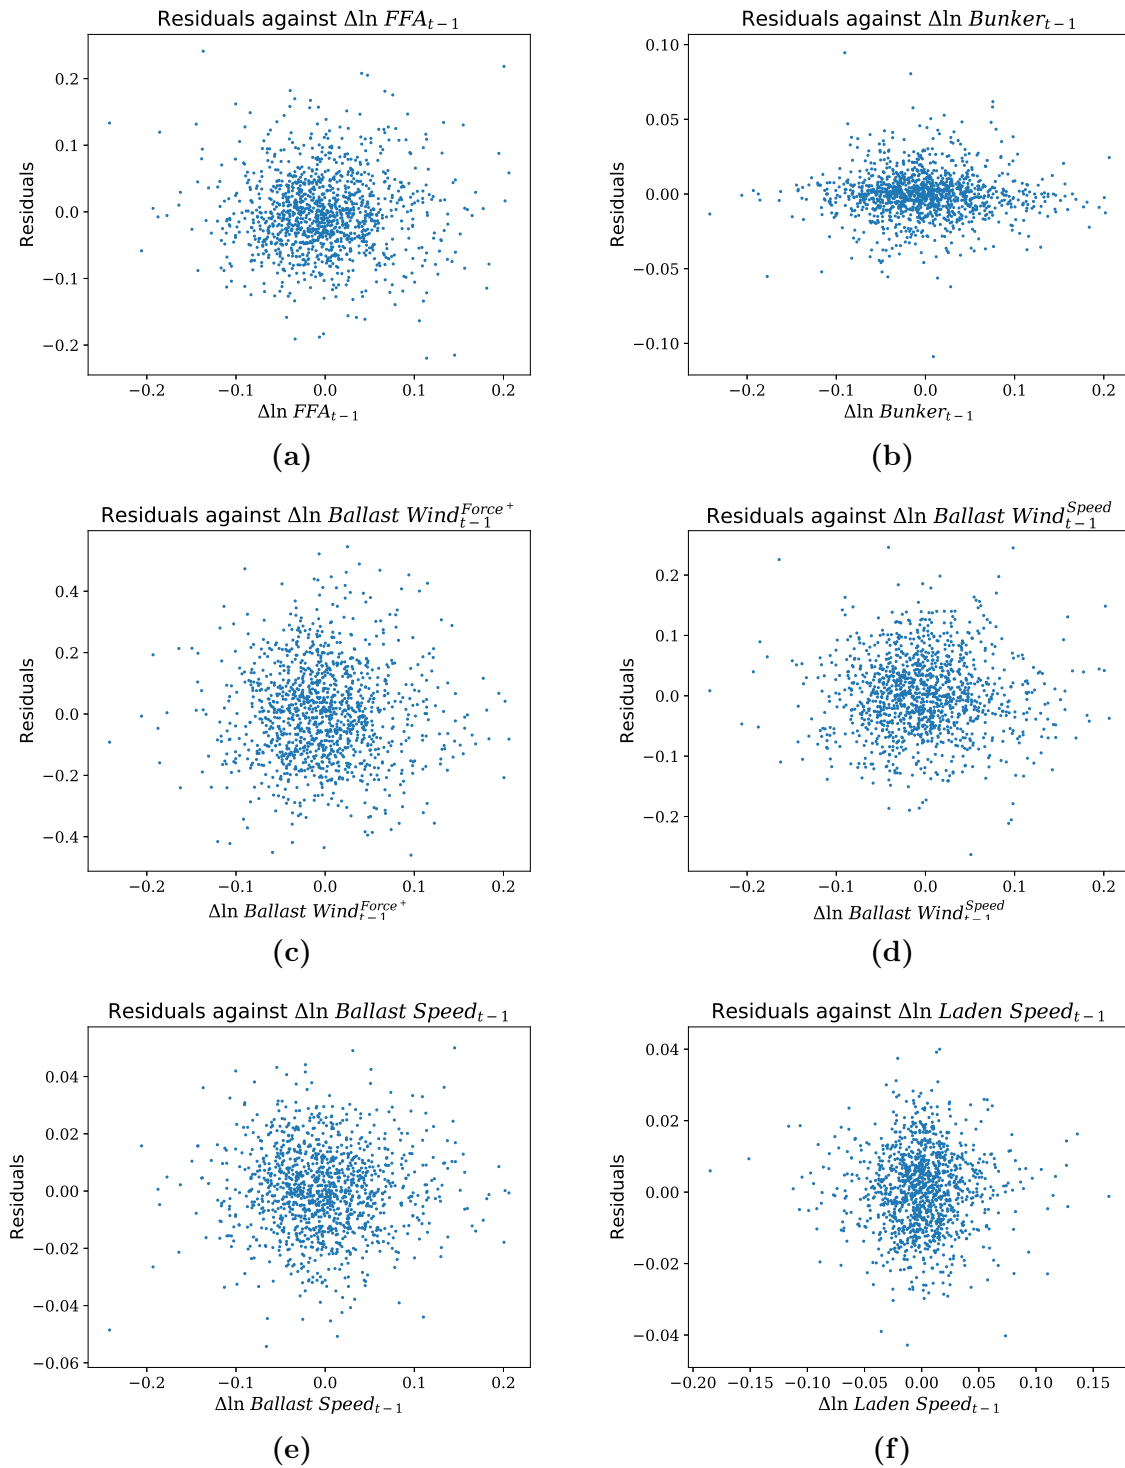 Residuals against Δln FFA_{t−1}
Residuals
0.2
0.1
0.0
−0.1
−0.2
−0.2 −0.1 0.0 0.1 0.2
Δln FFA_{t−1}
(a)
Residuals against Δln Bunker_{t−1}
Residuals
0.10
0.05
0.00
−0.05
−0.10
−0.2 −0.1 0.0 0.1 0.2
Δln Bunker_{t−1}
(b)
Residuals against Δln Ballast Wind_{t−1}^{Force^+}
Residuals
0.4
0.2
0.0
−0.2
−0.4
−0.2 −0.1 0.0 0.1 0.2
Δln Ballast Wind_{t−1}^{Force^+}
(c)
Residuals against Δln Ballast Wind_{t−1}^{Speed}
Residuals
0.2
0.1
0.0
−0.1
−0.2
−0.2 −0.1 0.0 0.1 0.2
Δln Ballast Wind_{t−1}^{Speed}
(d)
Residuals against Δln Ballast Speed_{t−1}
Residuals
0.04
0.02
0.00
−0.02
−0.04
−0.06
−0.2 −0.1 0.0 0.1 0.2
Δln Ballast Speed_{t−1}
(e)
Residuals against Δln Laden Speed_{t−1}
Residuals
0.04
0.02
0.00
−0.02
−0.04
−0.20 −0.15 −0.10 −0.05 0.00 0.05 0.10 0.15
Δln Laden Speed_{t−1}
(f)